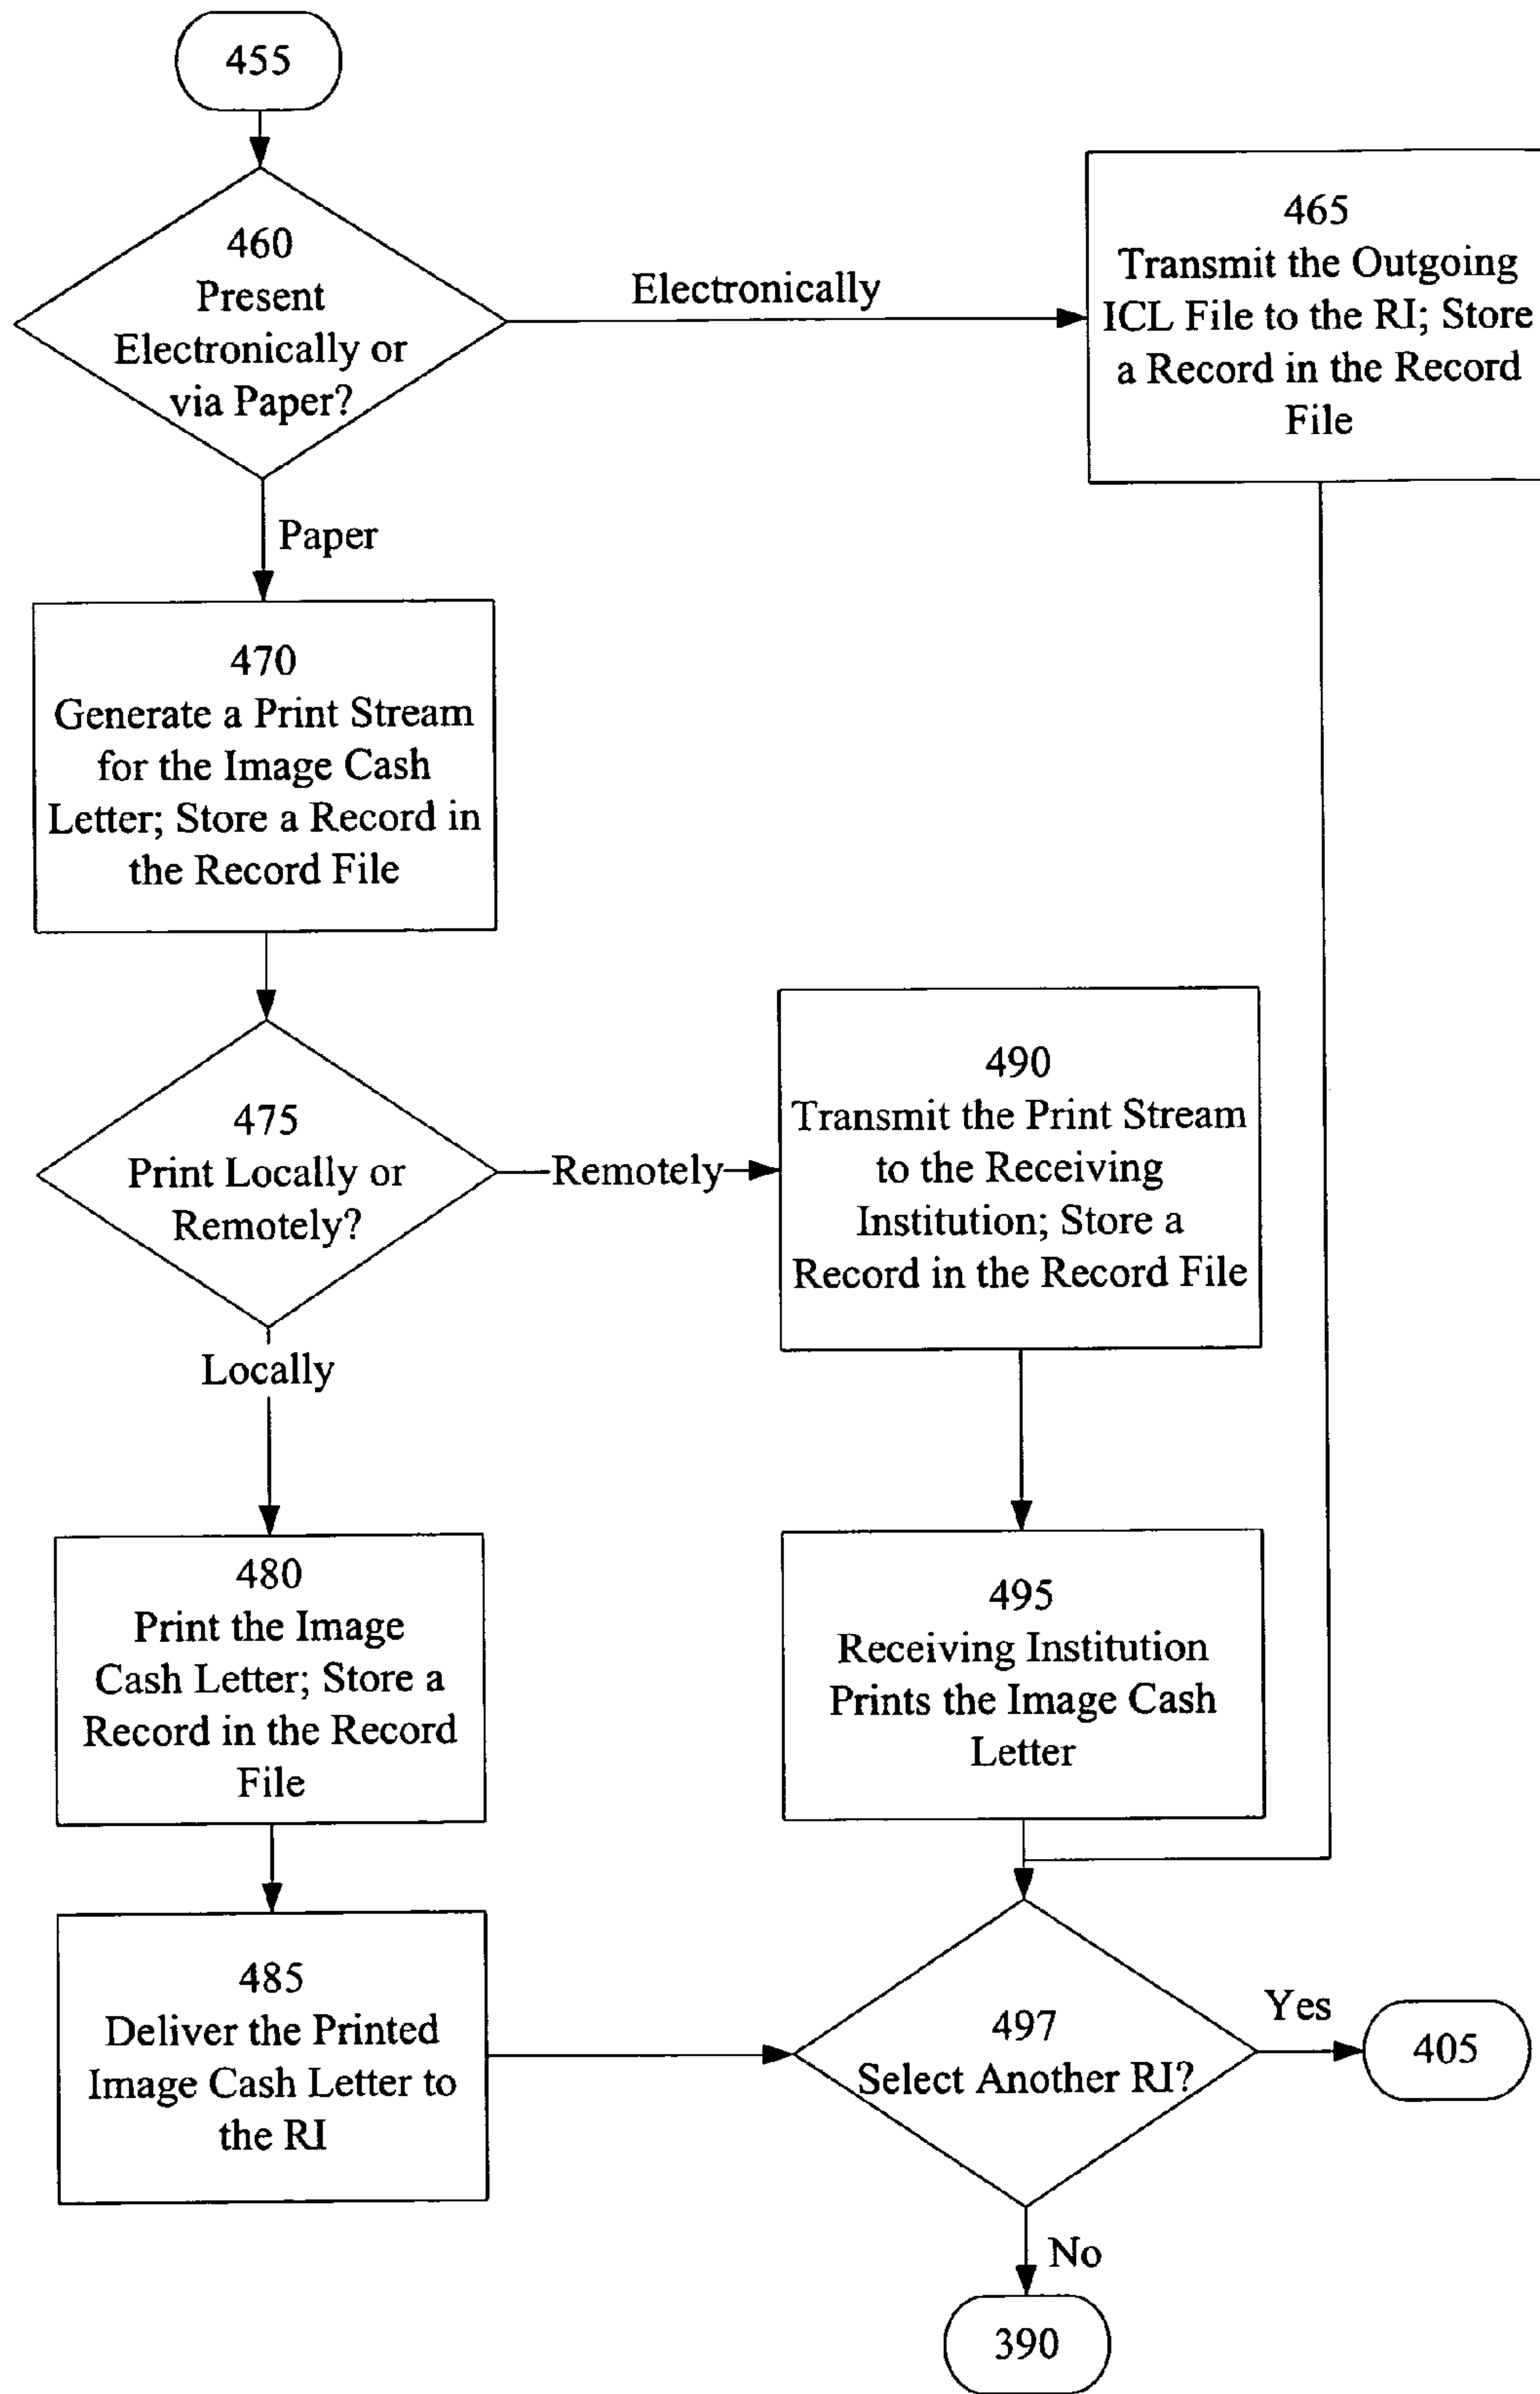 455
460
Present
Electronically or
via Paper?
Electronically
465
Transmit the Outgoing
ICL File to the RI; Store
a Record in the Record
File
Paper
470
Generate a Print Stream
for the Image Cash
Letter; Store a Record in
the Record File
475
Print Locally or
Remotely?
Remotely
490
Transmit the Print Stream
to the Receiving
Institution; Store a
Record in the Record File
Locally
480
Print the Image
Cash Letter; Store a
Record in the Record
File
495
Receiving Institution
Prints the Image Cash
Letter
485
Deliver the Printed
Image Cash Letter to
the RI
497
Select Another RI?
Yes
405
No
390